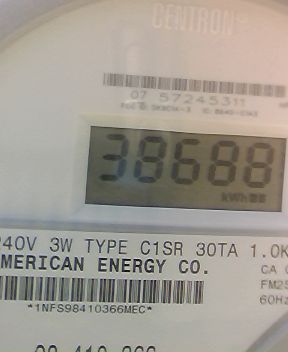 CENTRON
07 57245311
38688
kWh
240V 3W TYPE C1SR 30TA 1.0K
AMERICAN ENERGY CO.
CA
FM2S
60Hz
*1NFS98410366MEC*